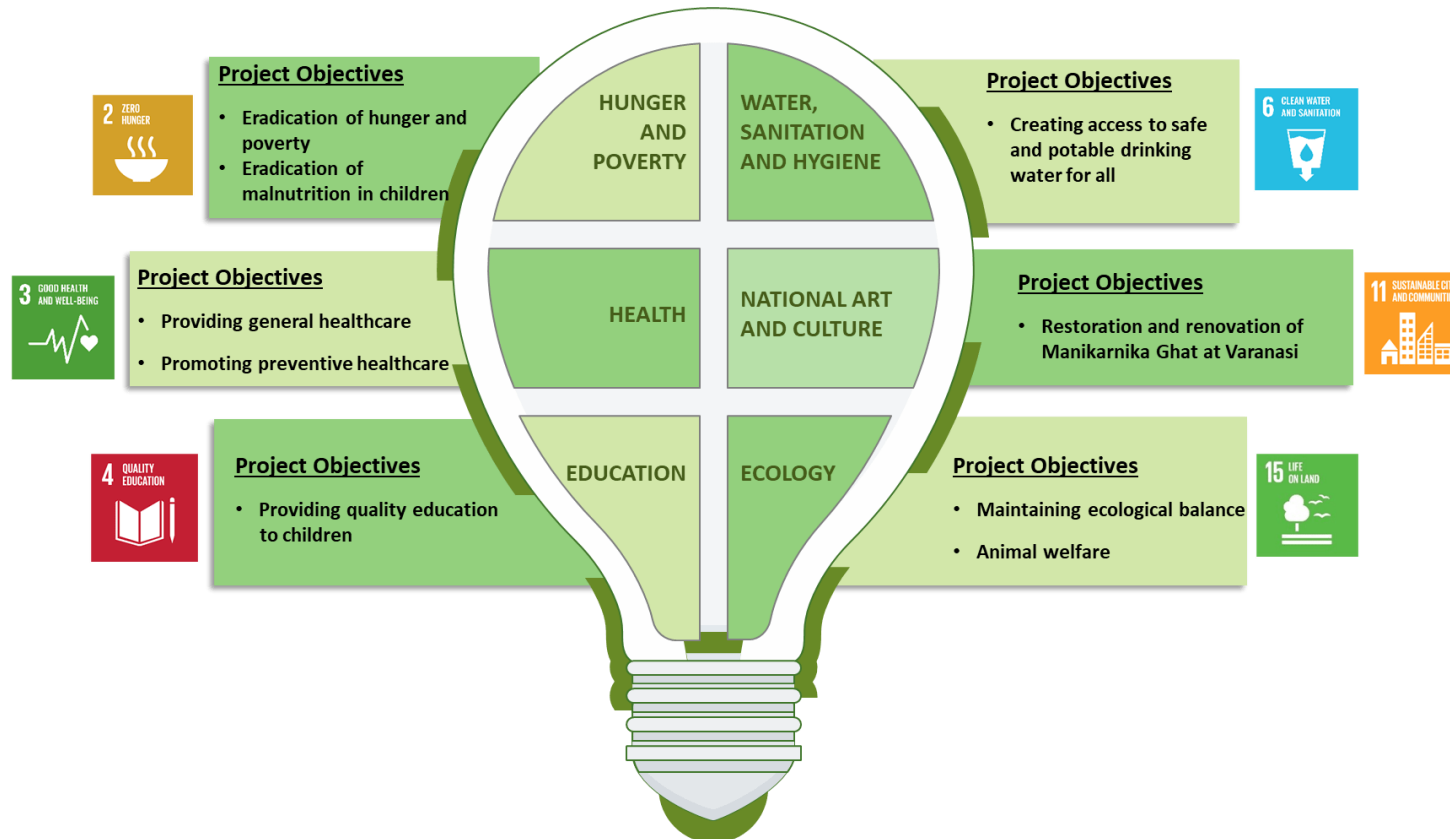 Project Objectives
• Eradication of hunger and
poverty
• Eradication of
malnutrition in children
2 ZERO
HUNGER
HUNGER
AND
POVERTY
WATER,
SANITATION
AND HYGIENE
Project Objectives
• Creating access to safe
and potable drinking
water for all
6 CLEAN WATER
AND SANITATION
3 GOOD HEALTH
AND WELL-BEING
Project Objectives
• Providing general healthcare
• Promoting preventive healthcare
HEALTH
NATIONAL ART
AND CULTURE
Project Objectives
• Restoration and renovation of
Manikarnika Ghat at Varanasi
11 SUSTAINABLE
AND
4 QUALITY
EDUCATION
Project Objectives
• Providing quality education
to children
EDUCATION
ECOLOGY
Project Objectives
• Maintaining ecological balance
• Animal welfare
15 LIFE
ON LAND